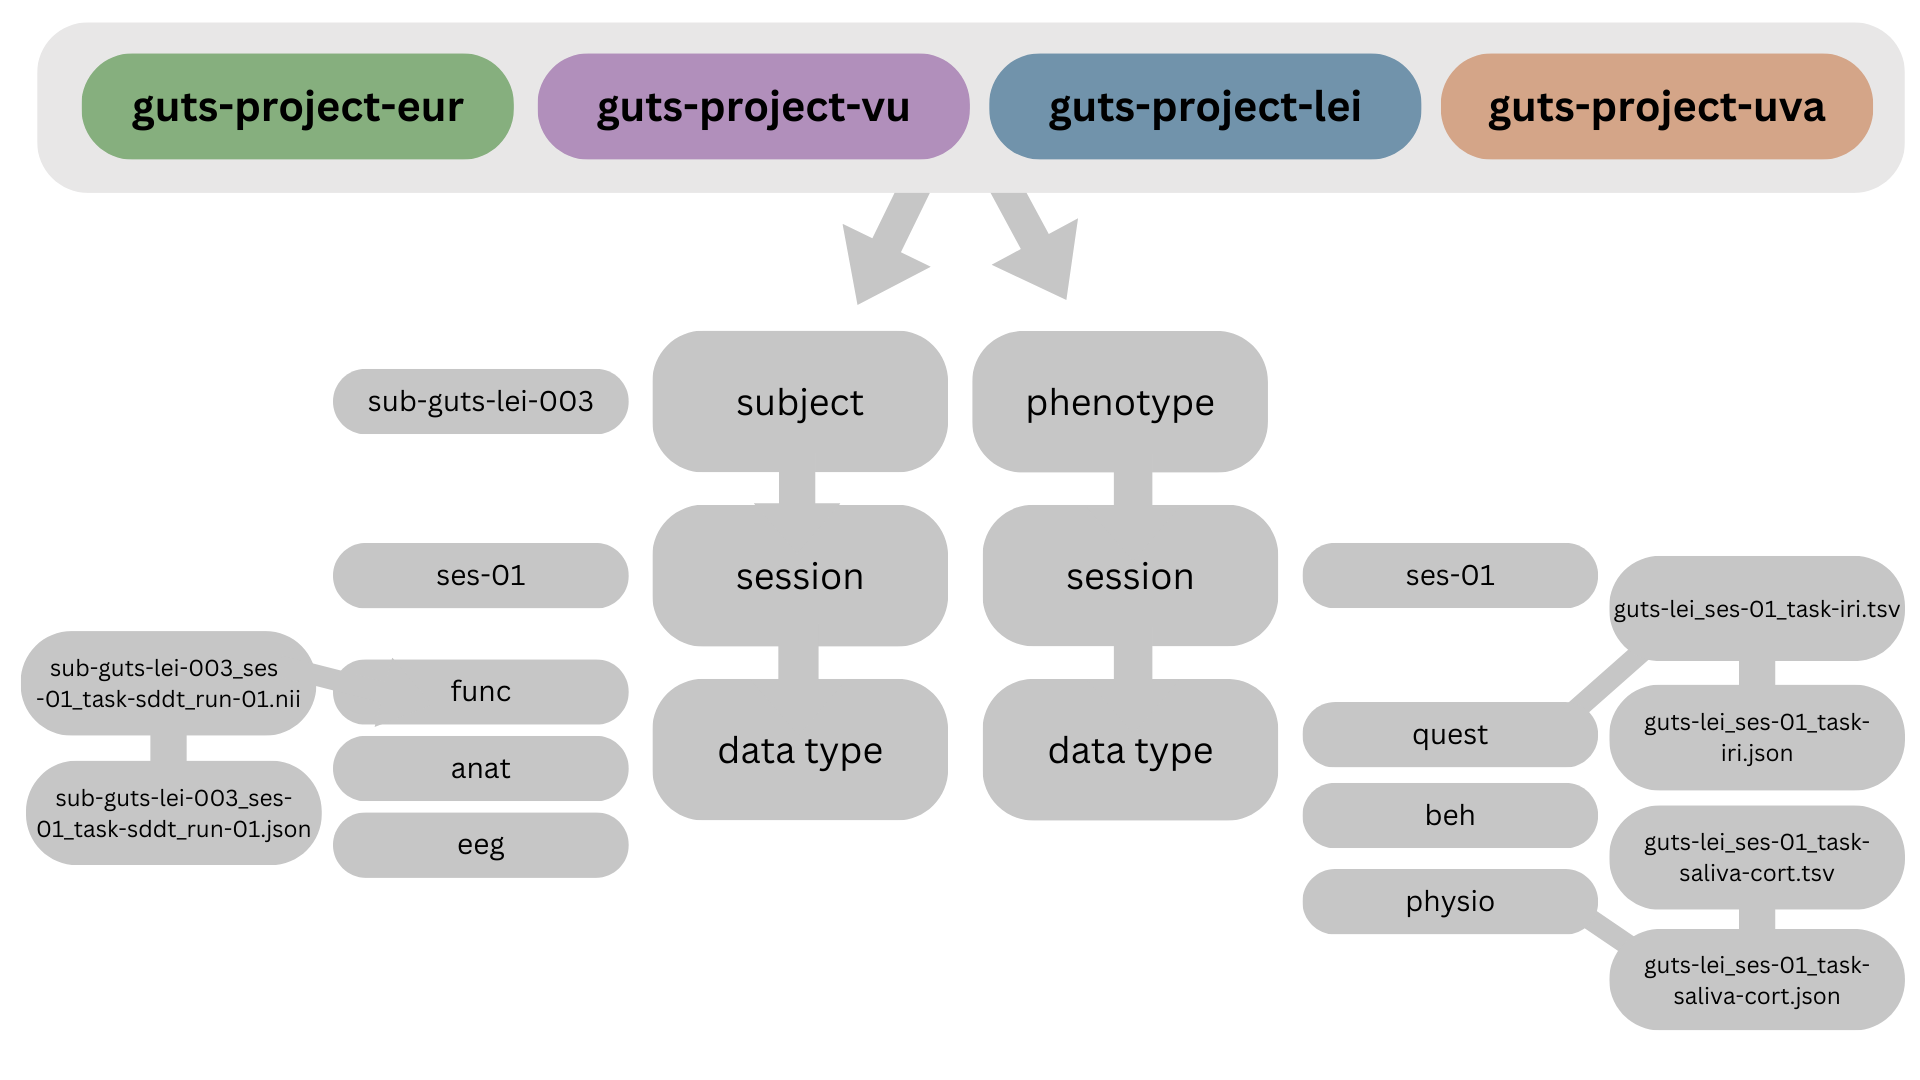 guts-project-eur
guts-project-vu
guts-project-lei
guts-project-uva
sub-guts-lei-003
subject
phenotype
ses-01
session
session
ses-01
guts-lei_ses-01_task-iri.tsv
sub-guts-lei-003_ses
-01_task-sddt_run-01.nii
func
data type
data type
quest
guts-lei_ses-01_task-
iri.json
anat
sub-guts-lei-003_ses-
01_task-sddt_run-01.json
eeg
beh
guts-lei_ses-01_task-
saliva-cort.tsv
physio
guts-lei_ses-01_task-
saliva-cort.json